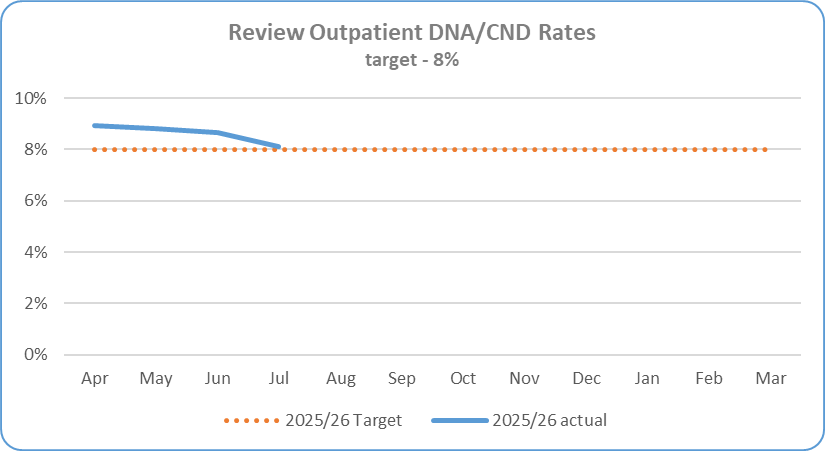 Review Outpatient DNA/CND Rates
target - 8%
10%
8%
6%
4%
2%
0%
Apr May Jun Jul Aug Sep Oct Nov Dec Jan Feb Mar
2025/26 Target 2025/26 actual